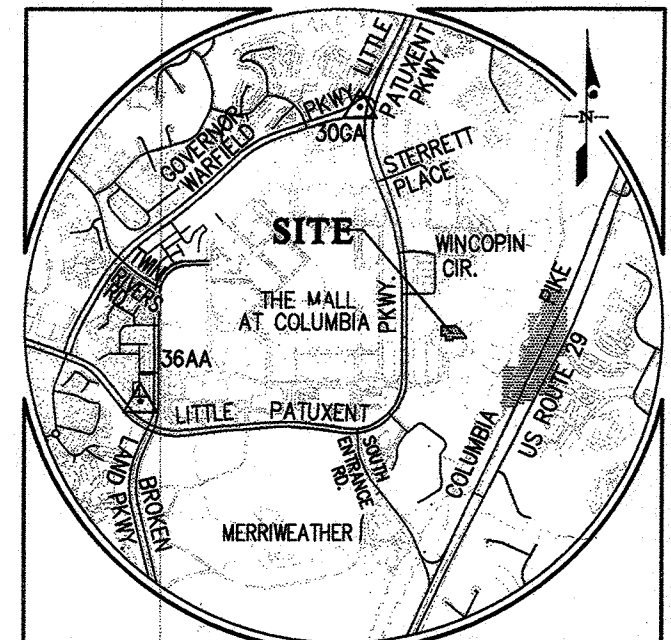 LITTLE
PATUXENT
PKWY.
GOVERNOR
WARFIELD
PKWY.
30GA
STERRETT
PLACE
N
SITE
WINCOPIN
CIR.
TWIN
RIVERS
RD.
THE MALL
AT COLUMBIA
PKWY.
COLUMBIA
PIKE
US ROUTE 29
36AA
LITTLE PATUXENT
SOUTH
ENTRANCE
RD.
BROKEN
LAND PKWY.
MERRIWEATHER